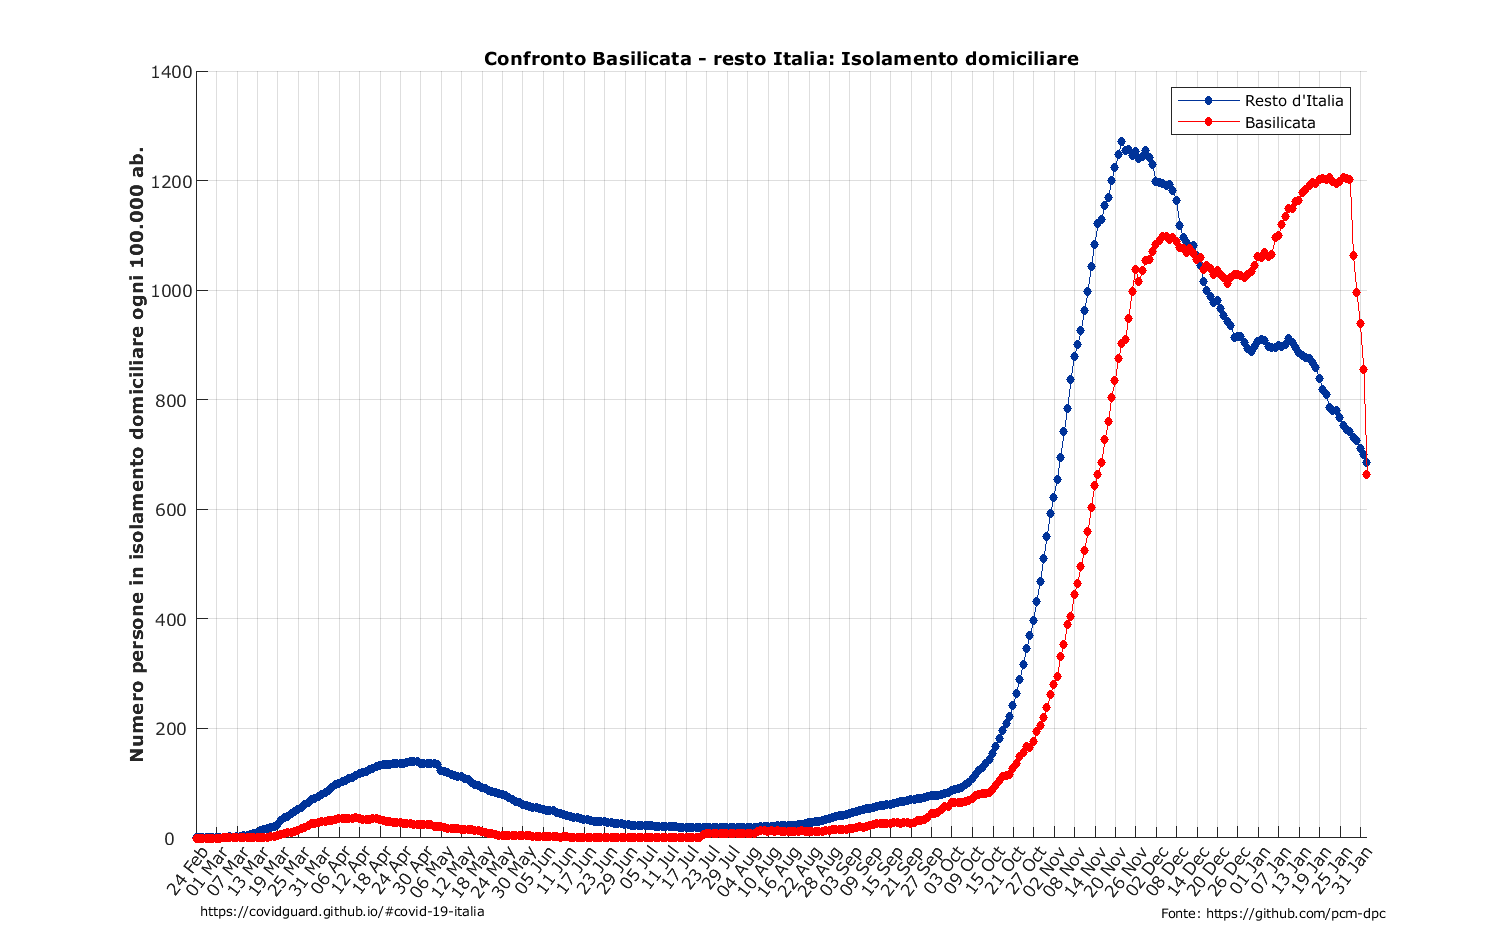 Confronto Basilicata - resto Italia: Isolamento domiciliare
Numero persone in isolamento domiciliare ogni 100.000 ab.
1400
1200
1000
800
600
400
200
0
Resto d'Italia
Basilicata
24 Feb
01 Mar
07 Mar
13 Mar
19 Mar
25 Mar
31 Mar
06 Apr
12 Apr
18 Apr
24 Apr
30 Apr
06 May
12 May
18 May
24 May
30 May
05 Jun
11 Jun
17 Jun
23 Jun
29 Jun
05 Jul
11 Jul
17 Jul
23 Jul
29 Jul
04 Aug
10 Aug
16 Aug
22 Aug
28 Aug
03 Sep
09 Sep
15 Sep
21 Sep
27 Sep
03 Oct
09 Oct
15 Oct
21 Oct
27 Oct
02 Nov
08 Nov
14 Nov
20 Nov
26 Nov
02 Dec
08 Dec
14 Dec
20 Dec
26 Dec
01 Jan
07 Jan
13 Jan
19 Jan
25 Jan
31 Jan
https://covidguard.github.io/#covid-19-italia
Fonte: https://github.com/pcm-dpc